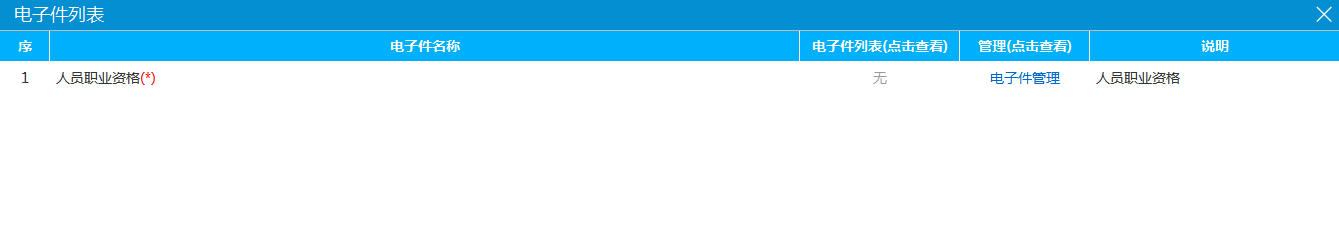 电子件列表
序 电子件名称 电子件列表(点击查看) 管理(点击查看) 说明
1 人员职业资格(*) 无 电子件管理 人员职业资格